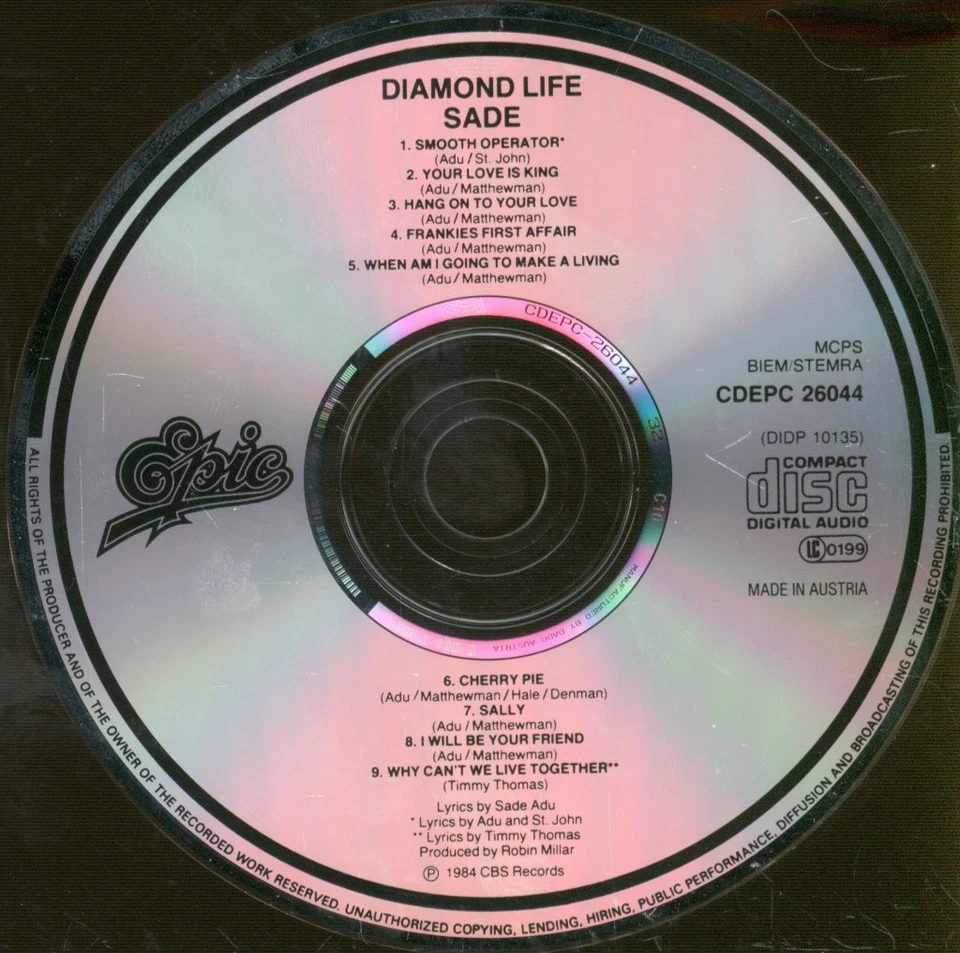 DIAMOND LIFE
SADE
1. SMOOTH OPERATOR*
(Adu / St. John)
2. YOUR LOVE IS KING
(Adu / Matthewman)
3. HANG ON TO YOUR LOVE
(Adu / Matthewman)
4. FRANKIES FIRST AFFAIR
(Adu / Matthewman)
5. WHEN AM I GOING TO MAKE A LIVING
(Adu / Matthewman)
CDEPC-26044 32
MANUFACTURED BY DADC AUSTRIA
Epic
MCPS
BIEM/STEMRA
CDEPC 26044
(DIDP 10135)
COMPACT
disc
DIGITAL AUDIO
LC 0199
MADE IN AUSTRIA
6. CHERRY PIE
(Adu / Matthewman / Hale / Denman)
7. SALLY
(Adu / Matthewman)
8. I WILL BE YOUR FRIEND
(Adu / Matthewman)
9. WHY CAN'T WE LIVE TOGETHER**
(Timmy Thomas)
Lyrics by Sade Adu
* Lyrics by Adu and St. John
** Lyrics by Timmy Thomas
Produced by Robin Millar
℗ 1984 CBS Records
ALL RIGHTS OF THE PRODUCER AND OF THE OWNER OF THE RECORDED WORK RESERVED. UNAUTHORIZED COPYING, LENDING, HIRING, PUBLIC PERFORMANCE, DIFFUSION AND BROADCASTING OF THIS RECORDING PROHIBITED.